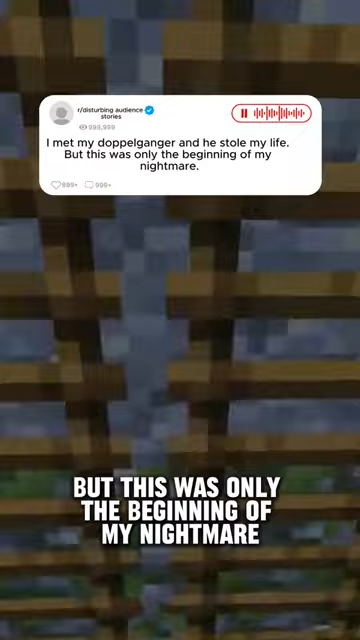 r/disturbing audience
stories
999,999
I met my doppelganger and he stole my life.
But this was only the beginning of my
nightmare.
999+ 999+
BUT THIS WAS ONLY
THE BEGINNING OF
MY NIGHTMARE